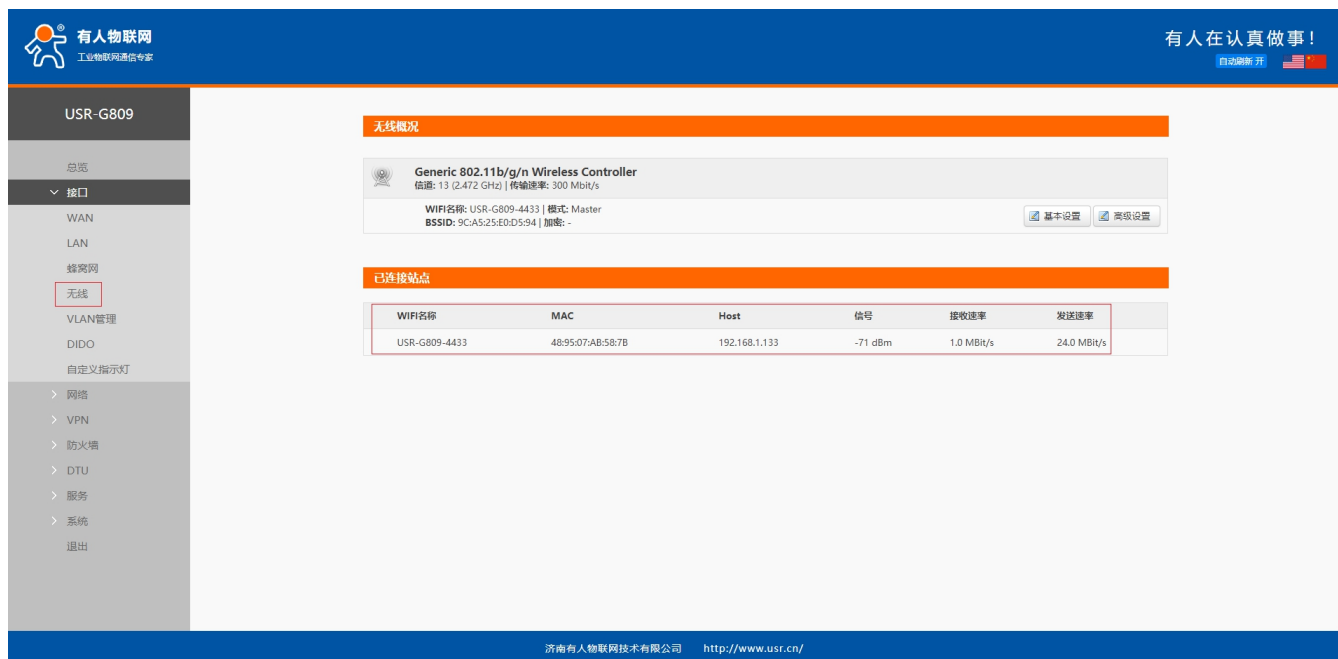 有人物联网
工业物联网通信专家
有人在认真做事！
自动刷新 开
USR-G809
总览
接口
WAN
LAN
蜂窝网
无线
VLAN管理
DIDO
自定义指示灯
网络
VPN
防火墙
DTU
服务
系统
退出
无线概况
Generic 802.11b/g/n Wireless Controller
信道: 13 (2.472 GHz) | 传输速率: 300 Mbit/s
WIFI名称: USR-G809-4433 | 模式: Master
BSSID: 9C:A5:25:E0:D5:94 | 加密: -
基本设置 高级设置
已连接站点
WIFI名称 MAC Host 信号 接收速率 发送速率
USR-G809-4433 48:95:07:AB:58:7B 192.168.1.133 -71 dBm 1.0 MBit/s 24.0 MBit/s
济南有人物联网技术有限公司 http://www.usr.cn/